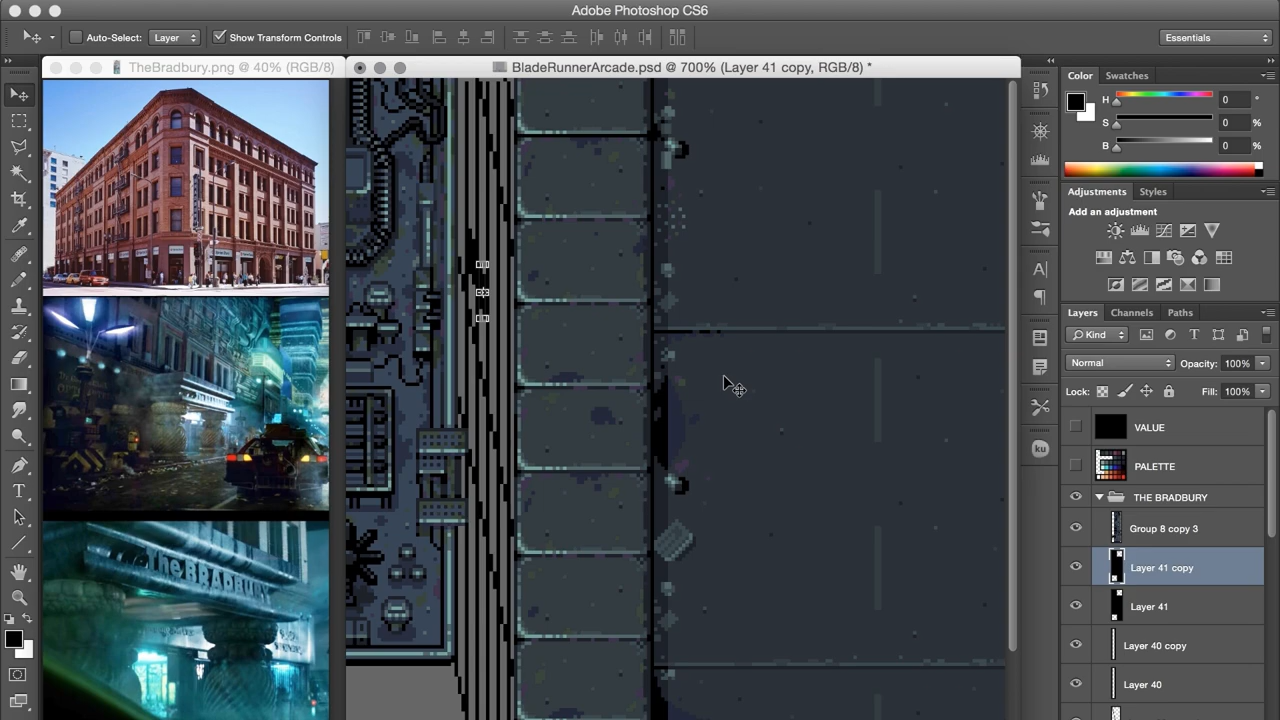 Adobe Photoshop CS6
Auto-Select: Layer Show Transform Controls Essentials
TheBradbury.png @ 40% (RGB/8) BladeRunnerArcade.psd @ 700% (Layer 41 copy, RGB/8) *
Color Swatches
H 0 °
S 0 %
B 0 %
Adjustments Styles
Add an adjustment
Layers Channels Paths
Kind
Normal Opacity: 100%
Lock: Fill: 100%
VALUE
PALETTE
THE BRADBURY
Group 8 copy 3
Layer 41 copy
Layer 41
Layer 40 copy
Layer 40
The BRADBURY
ku